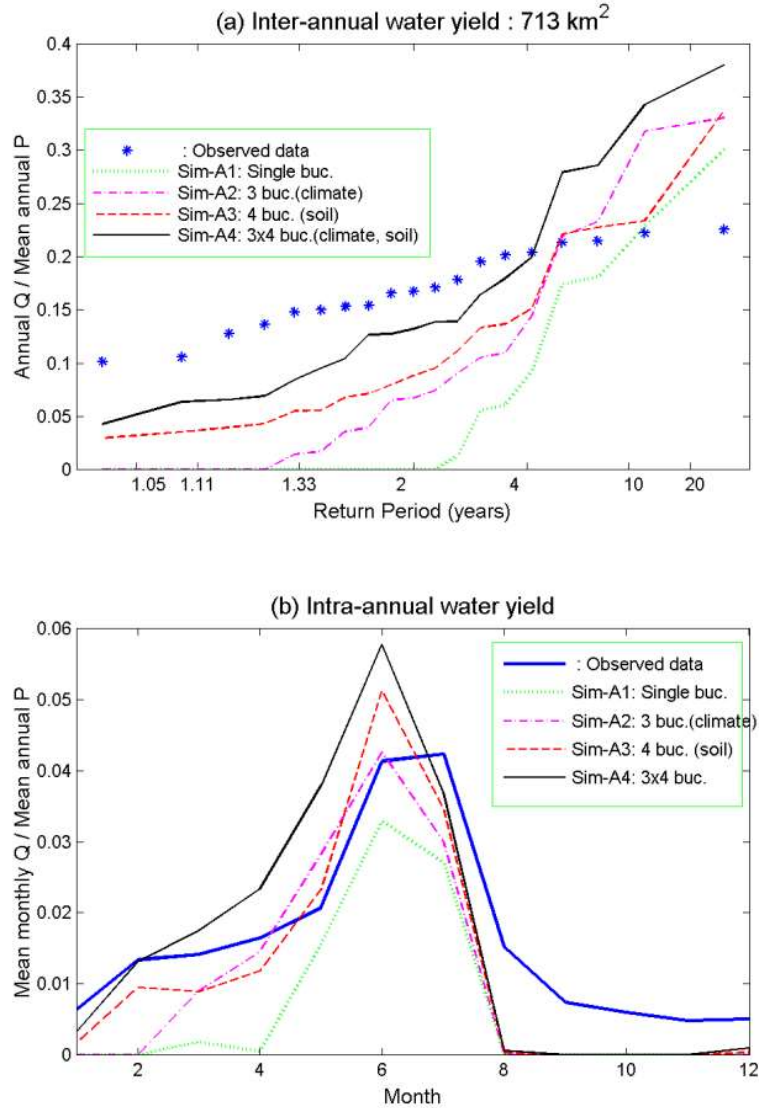 (a) Inter-annual water yield : 713 km²
Annual Q / Mean annual P
0.4
0.35
0.3
0.25
0.2
0.15
0.1
0.05
0
: Observed data
Sim-A1: Single buc.
Sim-A2: 3 buc.(climate)
Sim-A3: 4 buc. (soil)
Sim-A4: 3x4 buc.(climate, soil)
1.05 1.11 1.33 2 4 10 20
Return Period (years)
(b) Intra-annual water yield
Mean monthly Q / Mean annual P
0.06
0.05
0.04
0.03
0.02
0.01
0
: Observed data
Sim-A1: Single buc.
Sim-A2: 3 buc.(climate)
Sim-A3: 4 buc. (soil)
Sim-A4: 3x4 buc.
2 4 6 8 10 12
Month